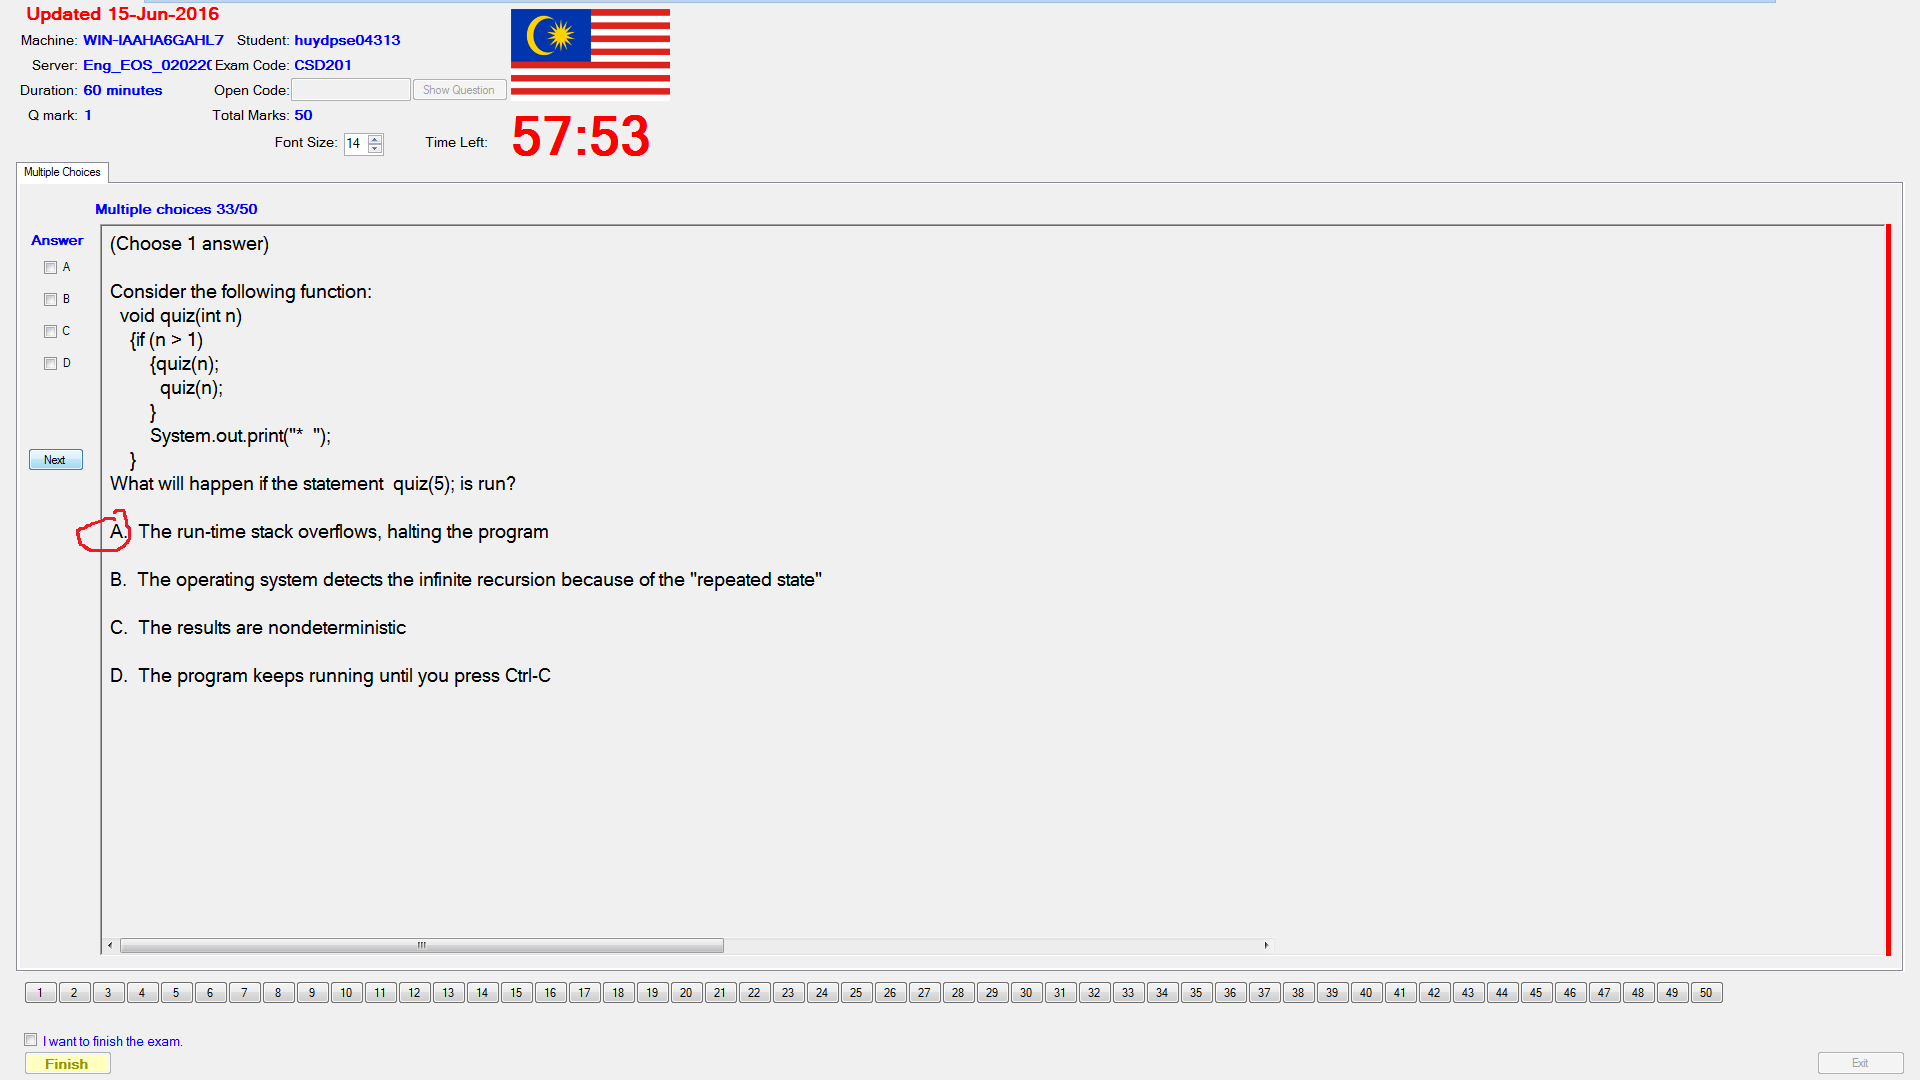 Updated 15-Jun-2016
Machine: WIN-IAAHA6GAHL7 Student: huydpse04313
Server: Eng_EOS_020220 Exam Code: CSD201
Duration: 60 minutes Open Code: Show Question
Q mark: 1 Total Marks: 50
Font Size: 14 Time Left: 57:53
Multiple Choices
Multiple choices 33/50
Answer
A
B
C
D
Next
(Choose 1 answer)
Consider the following function:
void quiz(int n)
{if (n > 1)
{quiz(n);
quiz(n);
}
System.out.print("*  ");
}
What will happen if the statement  quiz(5); is run?
A.  The run-time stack overflows, halting the program
B.  The operating system detects the infinite recursion because of the "repeated state"
C.  The results are nondeterministic
D.  The program keeps running until you press Ctrl-C
1 2 3 4 5 6 7 8 9 10 11 12 13 14 15 16 17 18 19 20 21 22 23 24 25 26 27 28 29 30 31 32 33 34 35 36 37 38 39 40 41 42 43 44 45 46 47 48 49 50
I want to finish the exam.
Finish
Exit